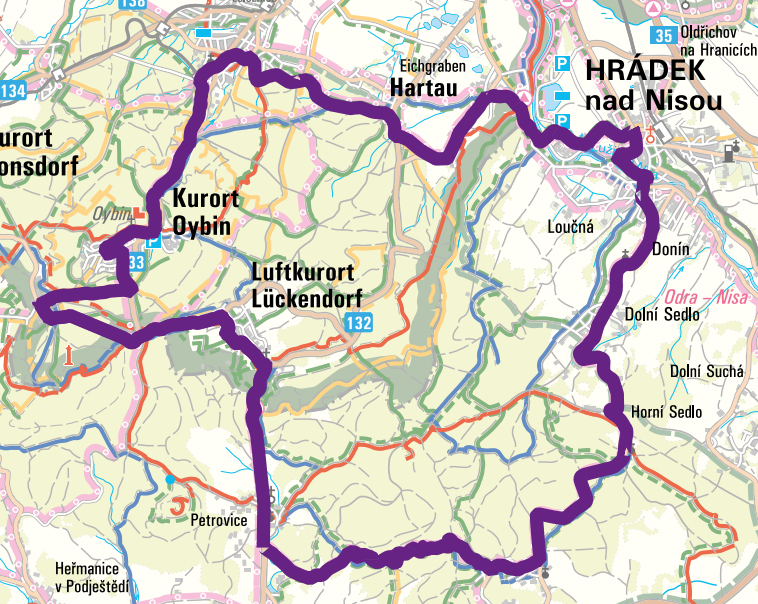 138
35
Oldřichov
na Hranicích
Eichgraben
Hartau
P
HRÁDEK
nad Nisou
134
P
urort
onsdorf
Kurort
Oybin
Oybin
P
33
Loučná
Donín
Luftkurort
Lückendorf
Odra – Nisa
Dolní Sedlo
132
Dolní Suchá
Horní Sedlo
Petrovice
Heřmanice
v Podještědí